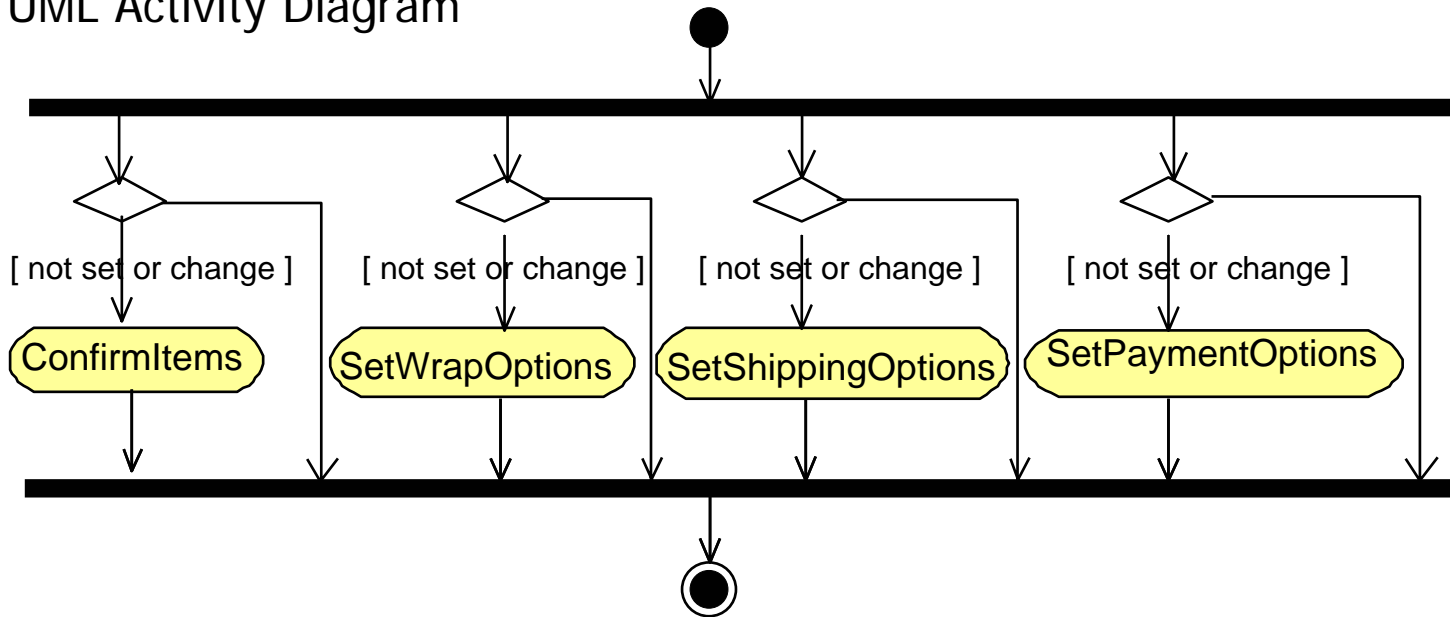 UML Activity Diagram
[ not set or change ]
[ not set or change ]
[ not set or change ]
[ not set or change ]
ConfirmItems
SetWrapOptions
SetShippingOptions
SetPaymentOptions